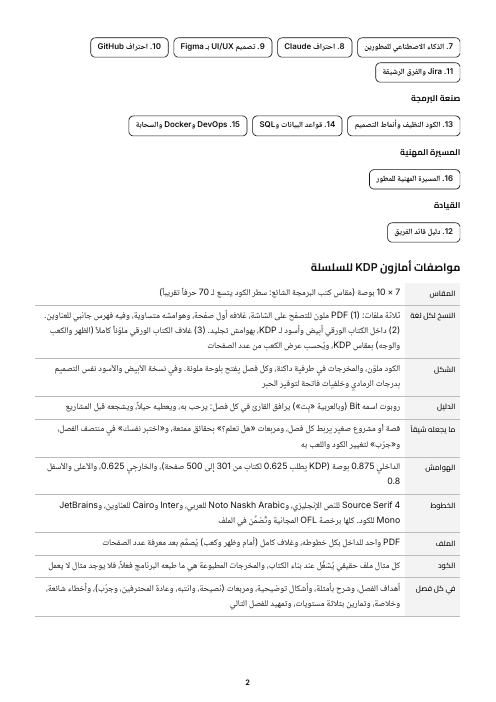 7. الذكاء الاصطناعي للمطورين
8. احتراف Claude
9. تصميم UI/UX بـ Figma
10. احتراف GitHub
11. Jira والفرق الرشيقة
صنعة البرمجة
13. الكود النظيف وأنماط التصميم
14. قواعد البيانات وSQL
15. DevOps وDocker والسحابة
المسيرة المهنية
16. المسيرة المهنية للمطور
القيادة
12. دليل قائد الفريق
مواصفات أمازون KDP للسلسلة
المقاس
7 × 10 بوصة (مقاس كتب البرمجة الشائع: سطر الكود يتسع لـ 70 حرفاً تقريباً)
النسخ لكل لغة
ثلاثة ملفات: (1) PDF ملون للتصفح على الشاشة، غلافه أول صفحة، وهوامشه متساوية، وفيه فهرس جانبي للعناوين.
(2) داخل الكتاب الورقي أبيض وأسود لـ KDP، بهوامش تجليد. (3) غلاف الكتاب الورقي ملوّناً كاملاً (الظهر والكعب
والوجه) بمقاس KDP، ويُحسب عرض الكعب من عدد الصفحات
الشكل
الكود ملوّن، والمخرجات في طرفية داكنة، وكل فصل يفتح بلوحة ملونة. وفي نسخة الأبيض والأسود نفس التصميم
بدرجات الرمادي وخلفيات فاتحة لتوفير الحبر
الدليل
روبوت اسمه Bit (وبالعربية «بِت») يرافق القارئ في كل فصل: يرحب به، ويعطيه حيلاً، ويشجعه قبل المشاريع
ما يجعله شيقاً
قصة أو مشروع صغير يربط كل فصل، ومربعات «هل تعلم؟» بحقائق ممتعة، و«اختبر نفسك» في منتصف الفصل،
و«جرّب» لتغيير الكود واللعب به
الهوامش
الداخلي 0.875 بوصة (KDP يطلب 0.625 لكتاب من 301 إلى 500 صفحة)، والخارجي 0.625، والأعلى والأسفل
0.8
الخطوط
Source Serif 4 للنص الإنجليزي، وNoto Naskh Arabic للعربي، وInter وCairo للعناوين، وJetBrains
Mono للكود. كلها برخصة OFL المجانية وتُضمَّن في الملف
الملف
PDF واحد للداخل بكل خطوطه، وغلاف كامل (أمام وظهر وكعب) يُصمَّم بعد معرفة عدد الصفحات
الكود
كل مثال ملف حقيقي يُشغَّل عند بناء الكتاب، والمخرجات المطبوعة هي ما طبعه البرنامج فعلاً، فلا يوجد مثال لا يعمل
في كل فصل
أهداف الفصل، وشرح بأمثلة، وأشكال توضيحية، ومربعات (نصيحة، وانتبه، وعادة المحترفين، وجرّب)، وأخطاء شائعة،
وخلاصة، وتمارين بثلاثة مستويات، وتمهيد للفصل التالي
2